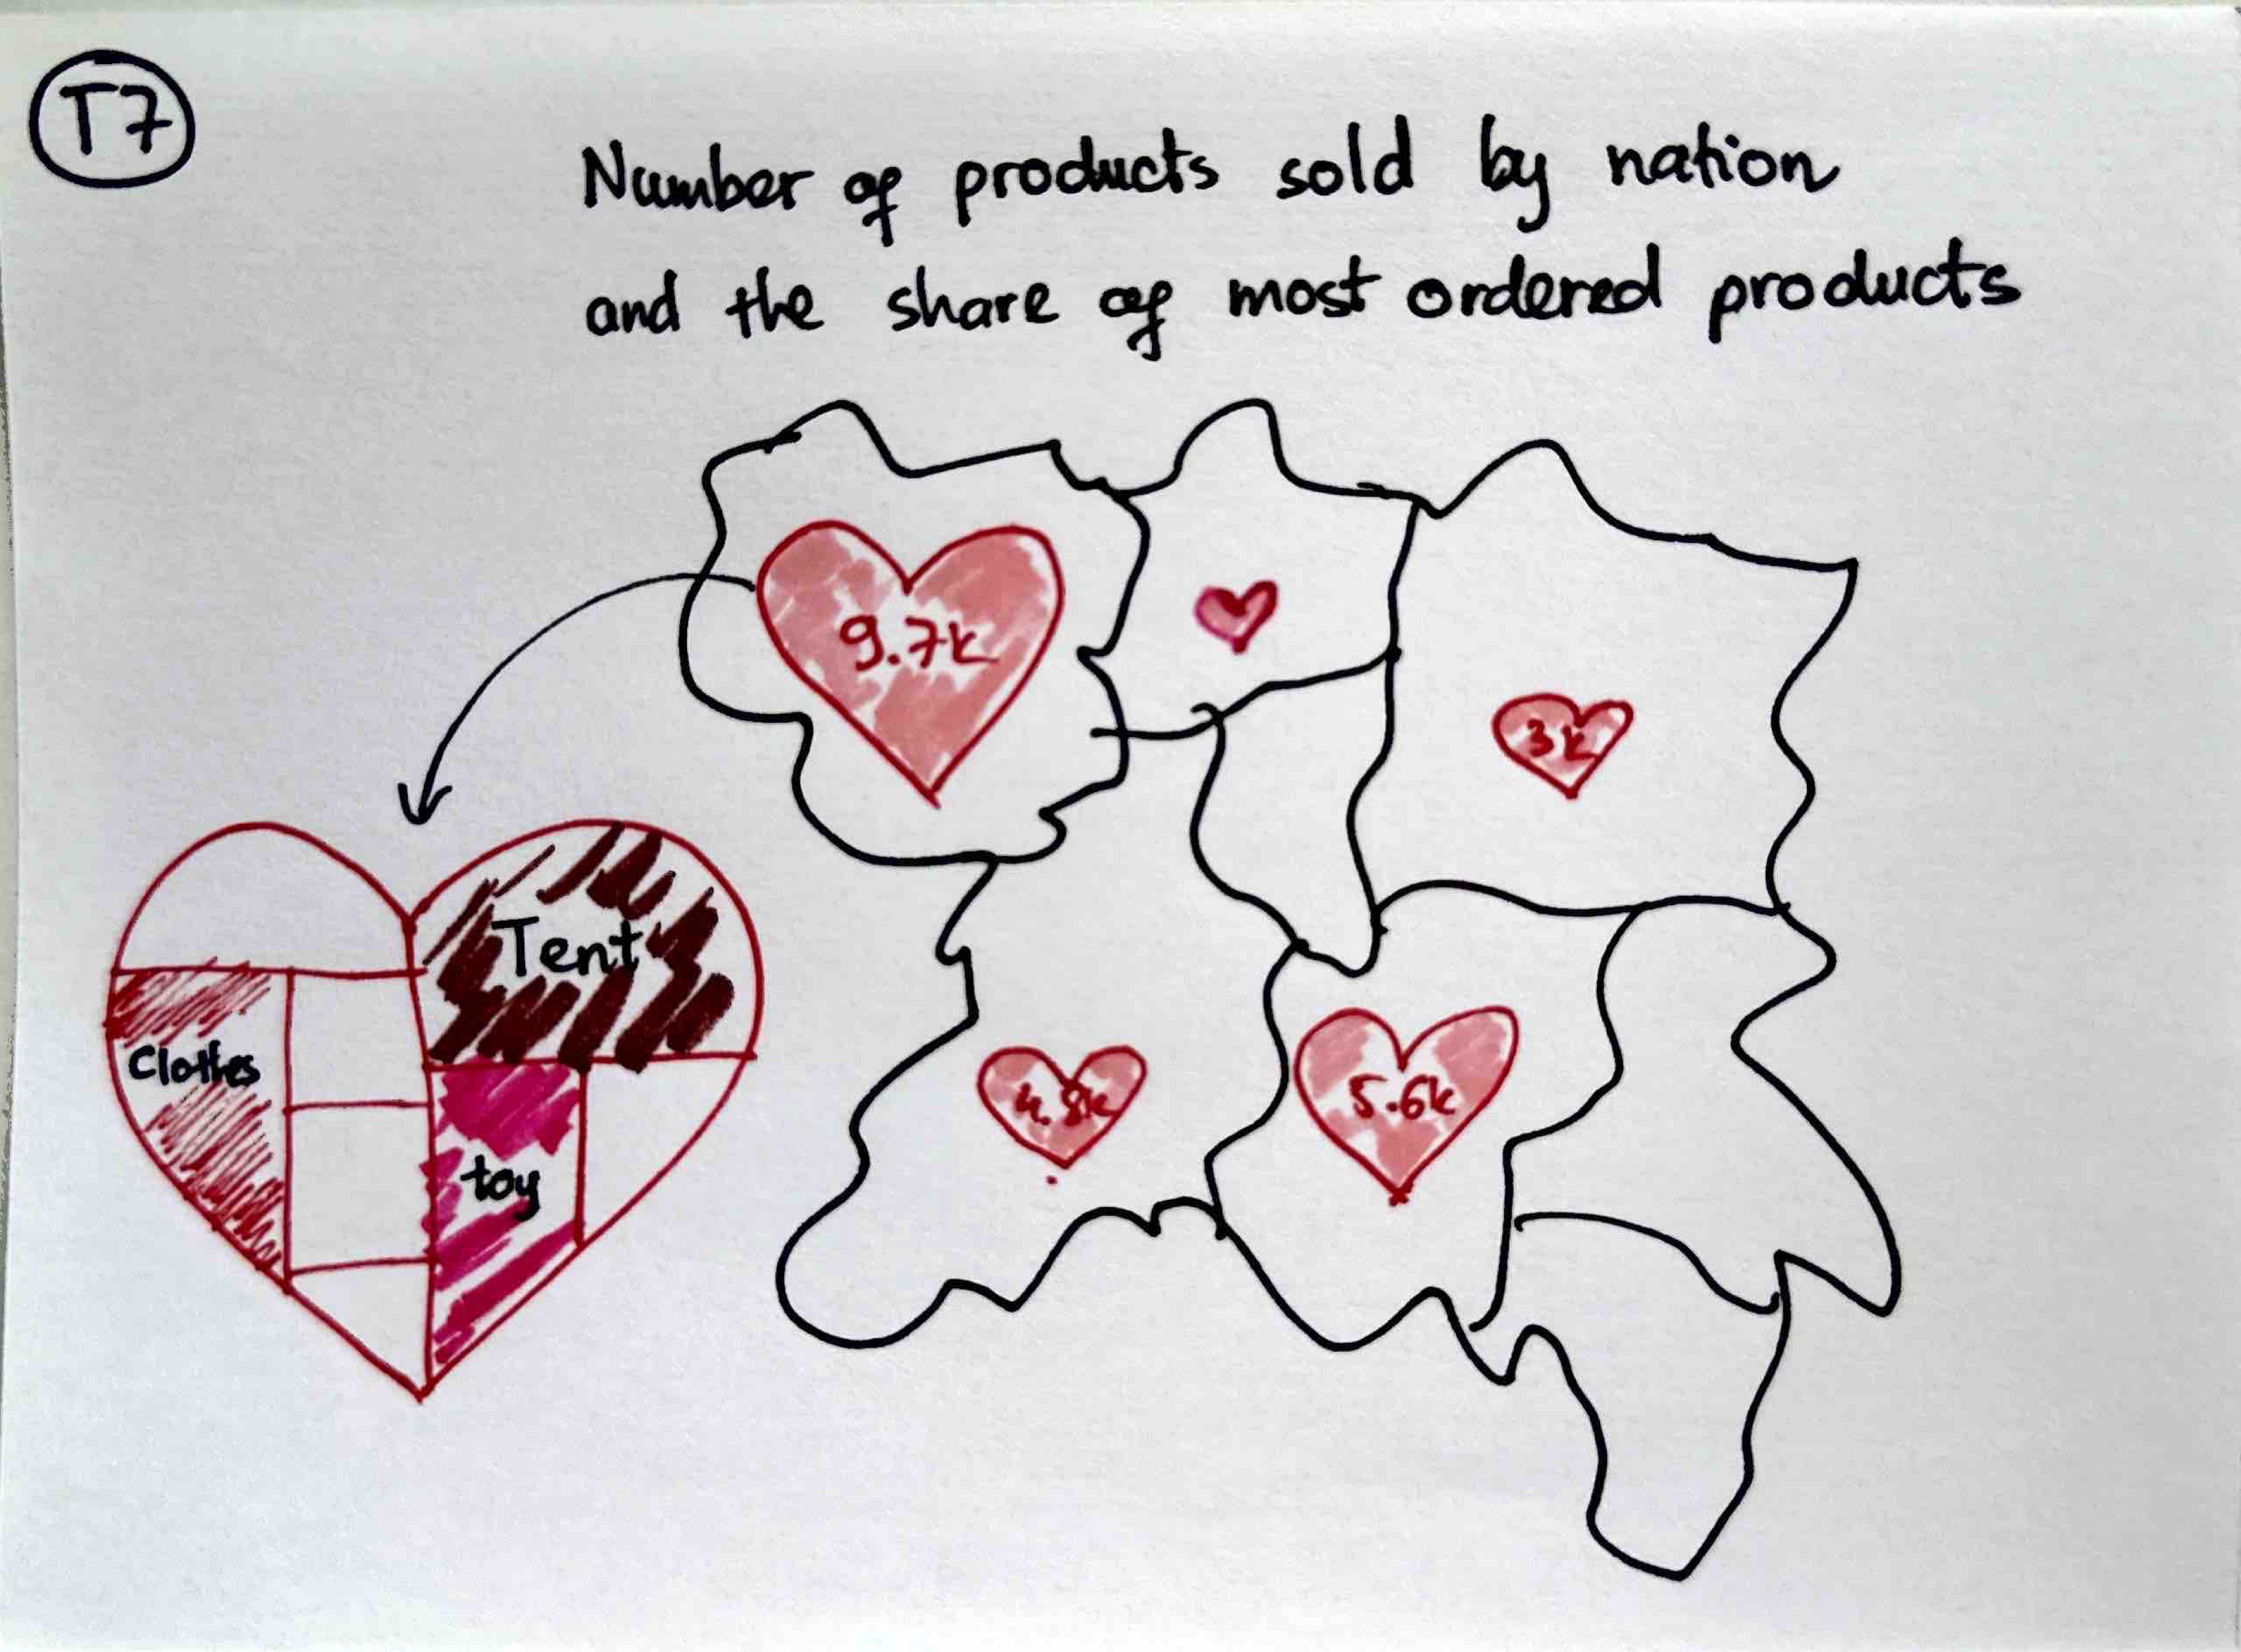 T7
Number of products sold by nation
and the share of most ordered products
9.7k
3k
Tent
Clothes
toy
4.8k
5.6k